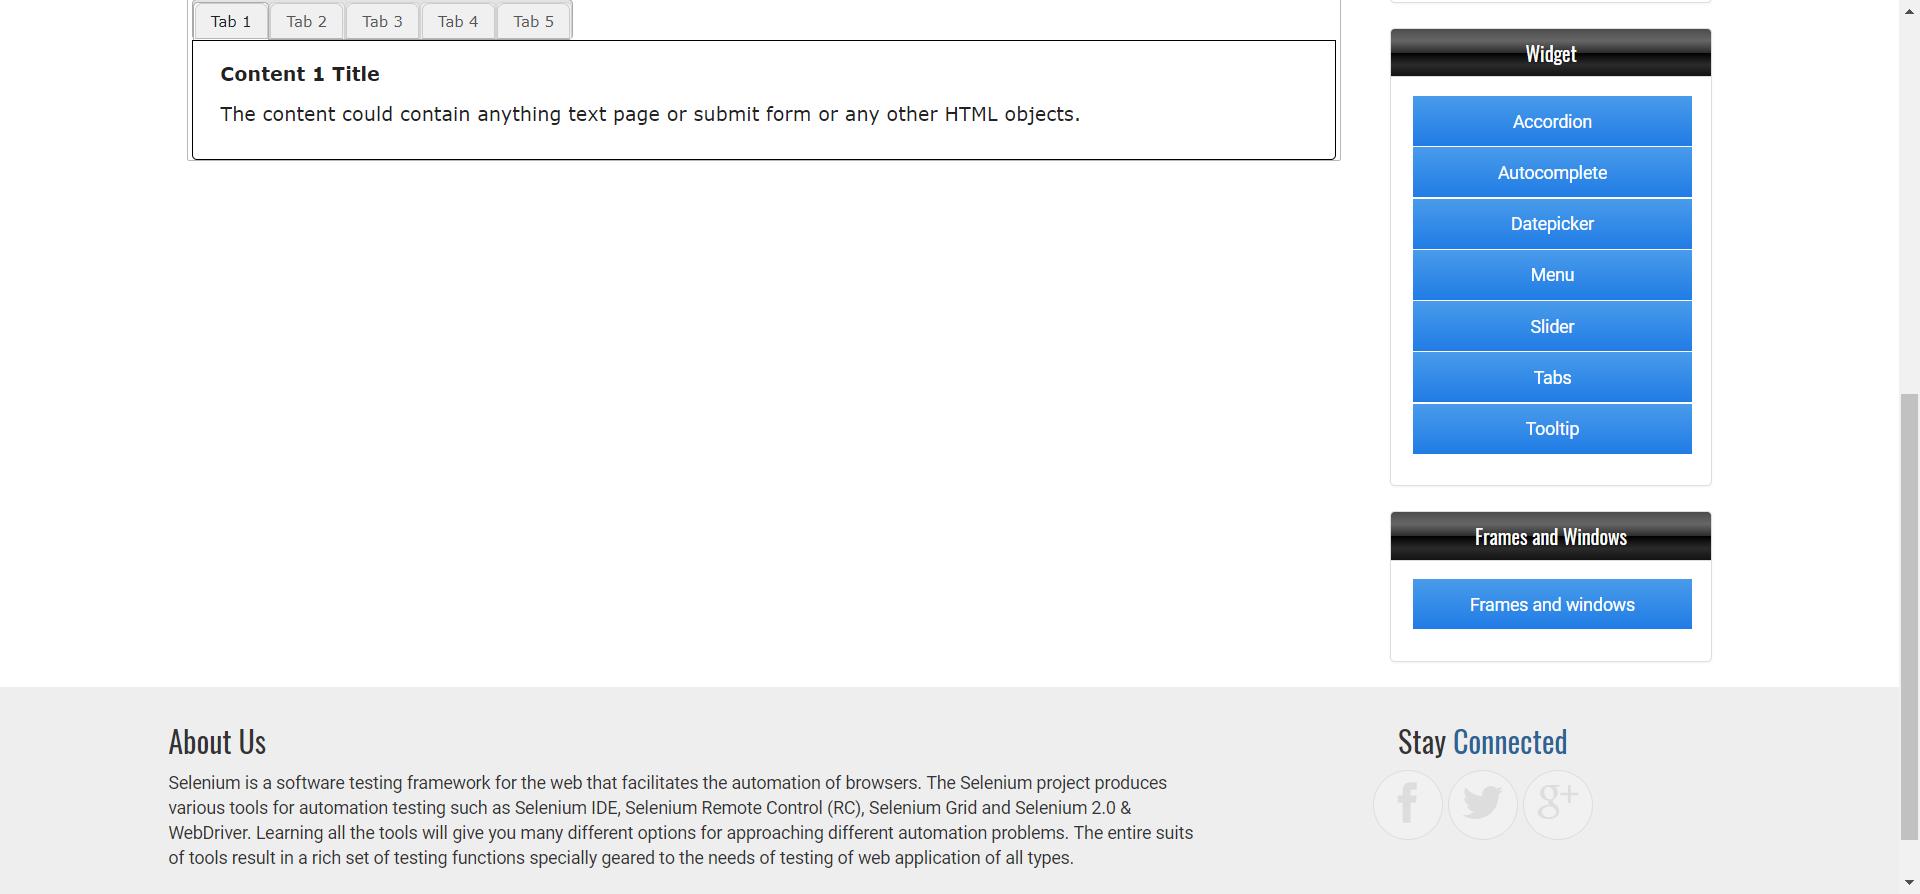 Tab 1 Tab 2 Tab 3 Tab 4 Tab 5
Content 1 Title
The content could contain anything text page or submit form or any other HTML objects.
Widget
Accordion
Autocomplete
Datepicker
Menu
Slider
Tabs
Tooltip
Frames and Windows
Frames and windows
About Us
Selenium is a software testing framework for the web that facilitates the automation of browsers. The Selenium project produces
various tools for automation testing such as Selenium IDE, Selenium Remote Control (RC), Selenium Grid and Selenium 2.0 &
WebDriver. Learning all the tools will give you many different options for approaching different automation problems. The entire suits
of tools result in a rich set of testing functions specially geared to the needs of testing of web application of all types.
Stay Connected
f g+